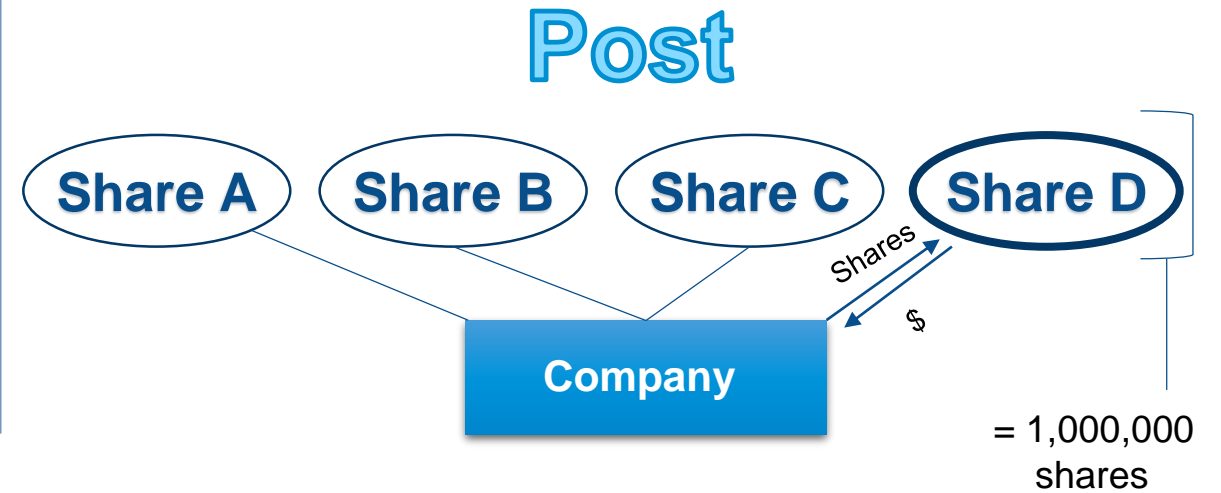 Post
Share A
Share B
Share C
Share D
Shares
$
Company
= 1,000,000
shares